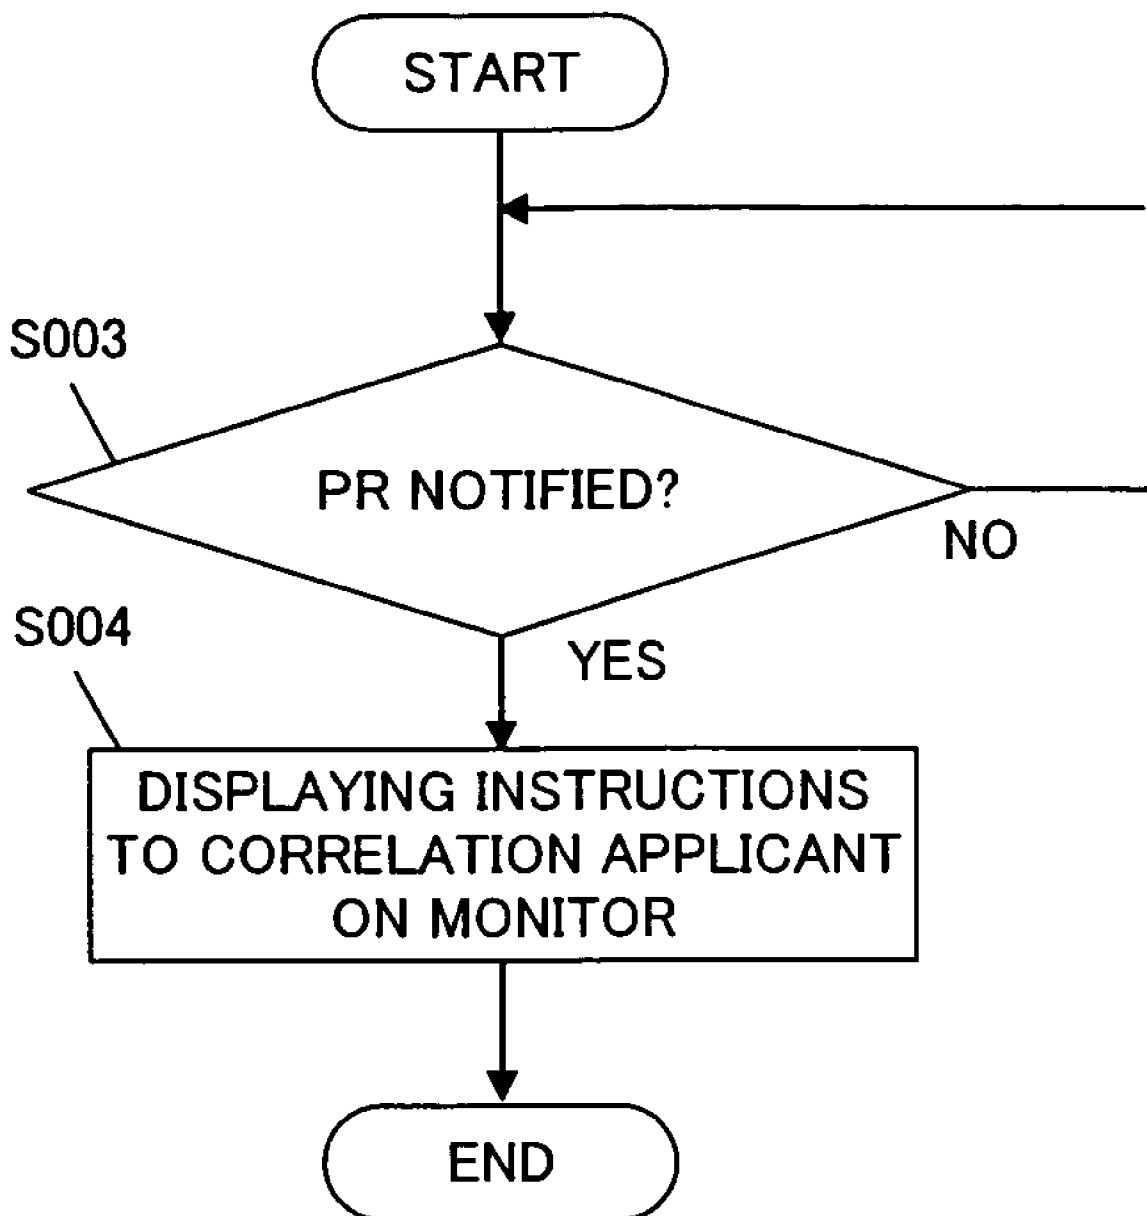 START
S003
PR NOTIFIED?
NO
S004
YES
DISPLAYING INSTRUCTIONS
TO CORRELATION APPLICANT
ON MONITOR
END